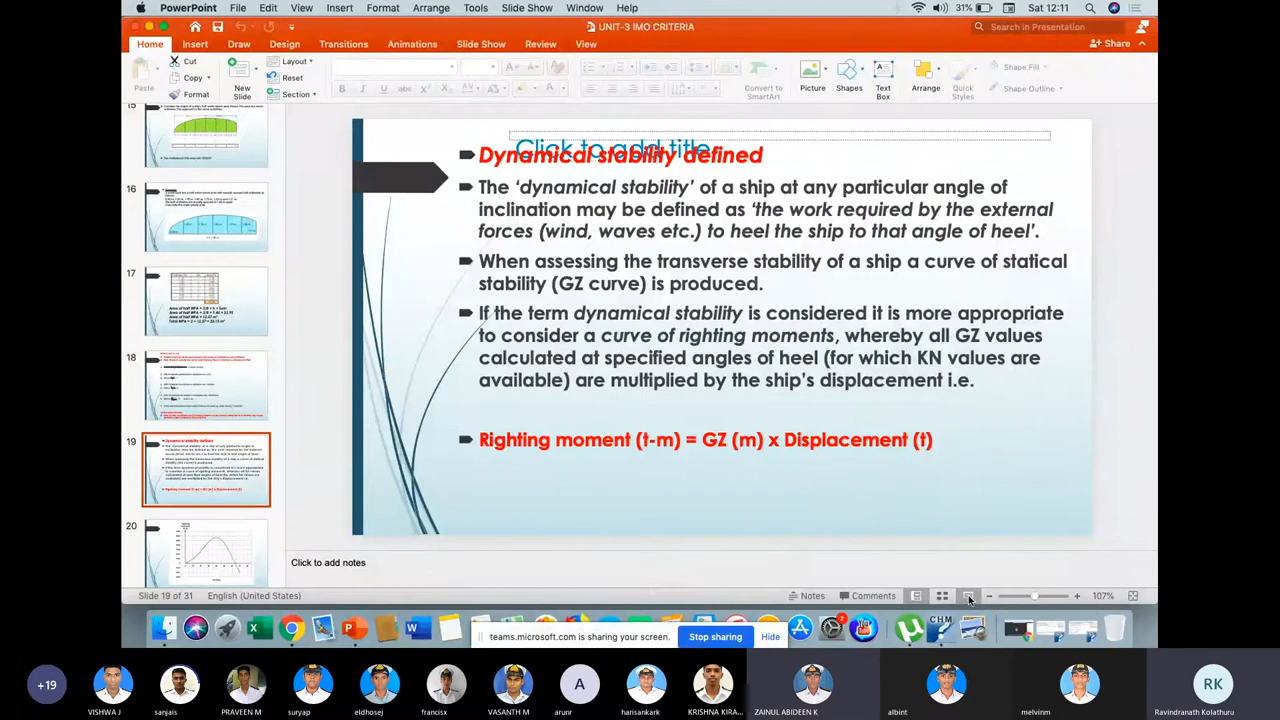 PowerPoint File Edit View Insert Format Arrange Tools Slide Show Window Help 31% Sat 12:11
UNIT-3 IMO CRITERIA Search in Presentation
Home Insert Draw Design Transitions Animations Slide Show Review View Share
Paste Cut Copy Format New Slide Layout Reset Section Convert to SmartArt Picture Shapes Text Box Arrange Quick Styles Shape Fill Shape Outline
15
16
17
18
19
20
Click to add title
Dynamical stability defined
The ‘dynamical stability’ of a ship at any particular angle of
inclination may be defined as ‘the work required by the external
forces (wind, waves etc.) to heel the ship to that angle of heel’.
When assessing the transverse stability of a ship a curve of statical
stability (GZ curve) is produced.
If the term dynamical stability is considered it is more appropriate
to consider a curve of righting moments, whereby all GZ values
calculated at specified angles of heel (for which KN values are
available) are multiplied by the ship’s displacement i.e.
Righting moment (t-m) = GZ (m) x Displacement (t)
Click to add notes
Slide 19 of 31 English (United States) Notes Comments 107%
teams.microsoft.com is sharing your screen. Stop sharing Hide
+19 A RK
VISHWA J sanjais PRAVEEN M suryap eldhosej francisx VASANTH M arunr harisankark KRISHNA KIRA... ZAINUL ABIDEEN K albint melvinm Ravindranath Kolathuru